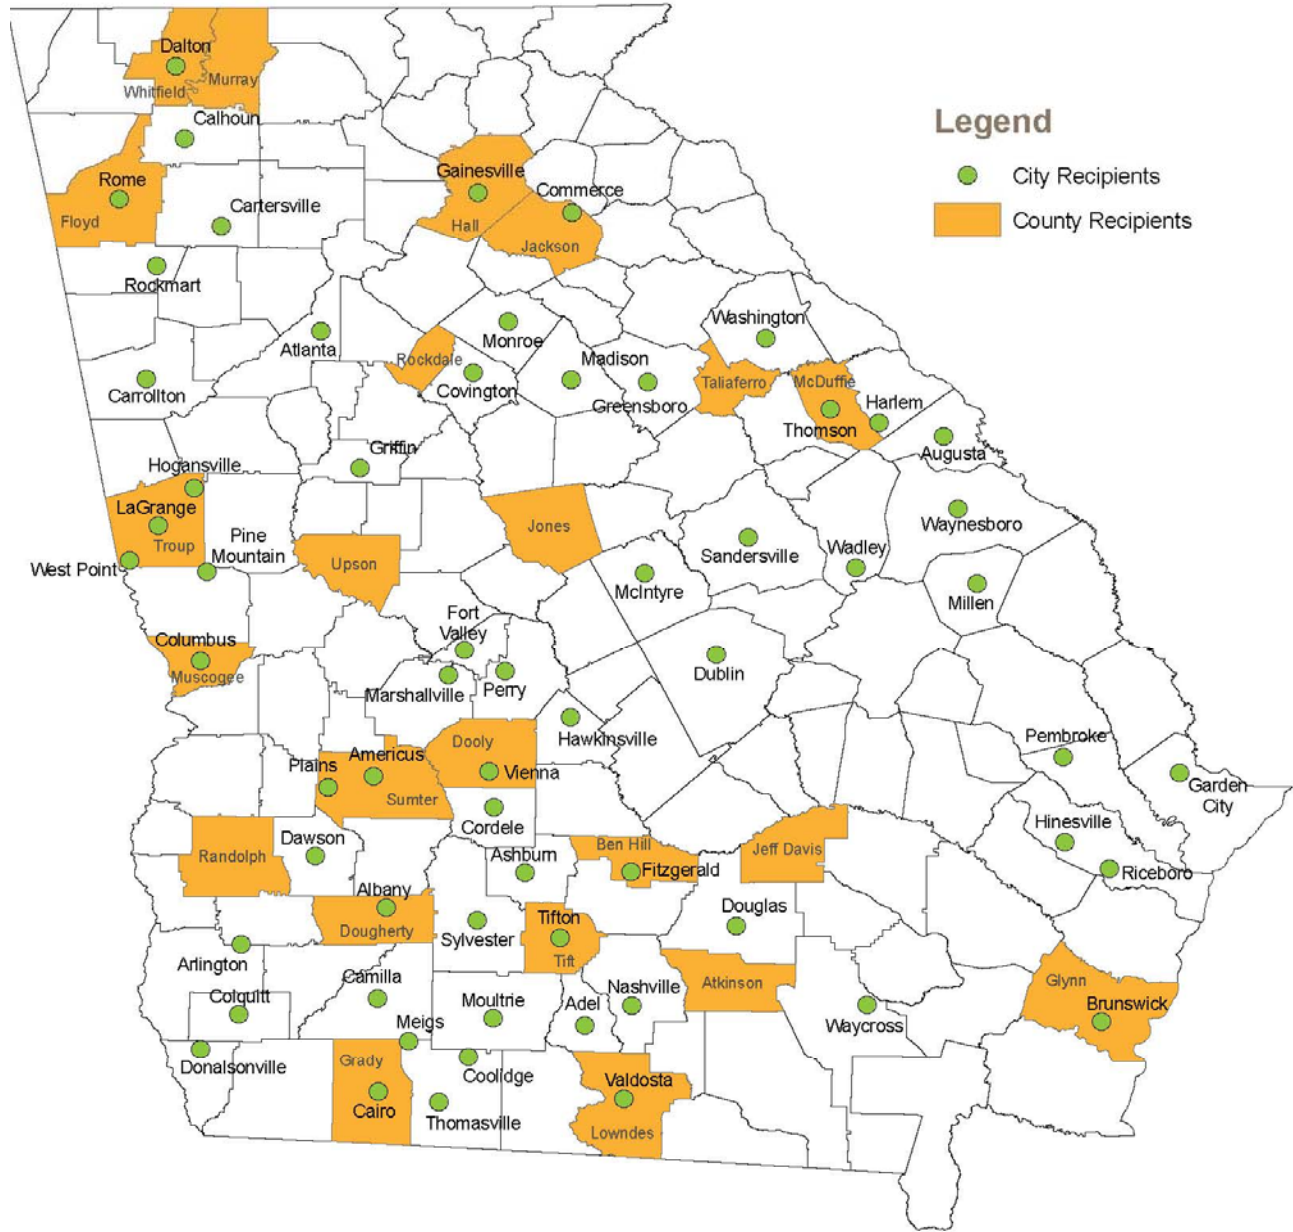 Dalton
Murray
Whitfield
Calhoun
Legend
City Recipients
County Recipients
Rome
Floyd
Gainesville
Hall
Commerce
Jackson
Cartersville
Rockmart
Atlanta
Monroe
Washington
Rockdale
Covington
Madison
Greensboro
Taliaferro
McDuffie
Thomson
Harlem
Augusta
Carrollton
Griffin
Hogansville
LaGrange
Troup
Pine
Mountain
West Point
Upson
Jones
Sandersville
Wadley
Waynesboro
McIntyre
Millen
Columbus
Muscogee
Fort
Valley
Marshallville
Perry
Dublin
Hawkinsville
Dooly
Vienna
Plains
Americus
Sumter
Cordele
Pembroke
Garden
City
Hinesville
Riceboro
Randolph
Dawson
Ashburn
Ben Hill
Fitzgerald
Jeff Davis
Albany
Dougherty
Sylvester
Tifton
Tift
Douglas
Arlington
Camilla
Colquitt
Moultrie
Adel
Nashville
Atkinson
Waycross
Glynn
Brunswick
Meigs
Donalsonville
Grady
Cairo
Coolidge
Thomasville
Valdosta
Lowndes